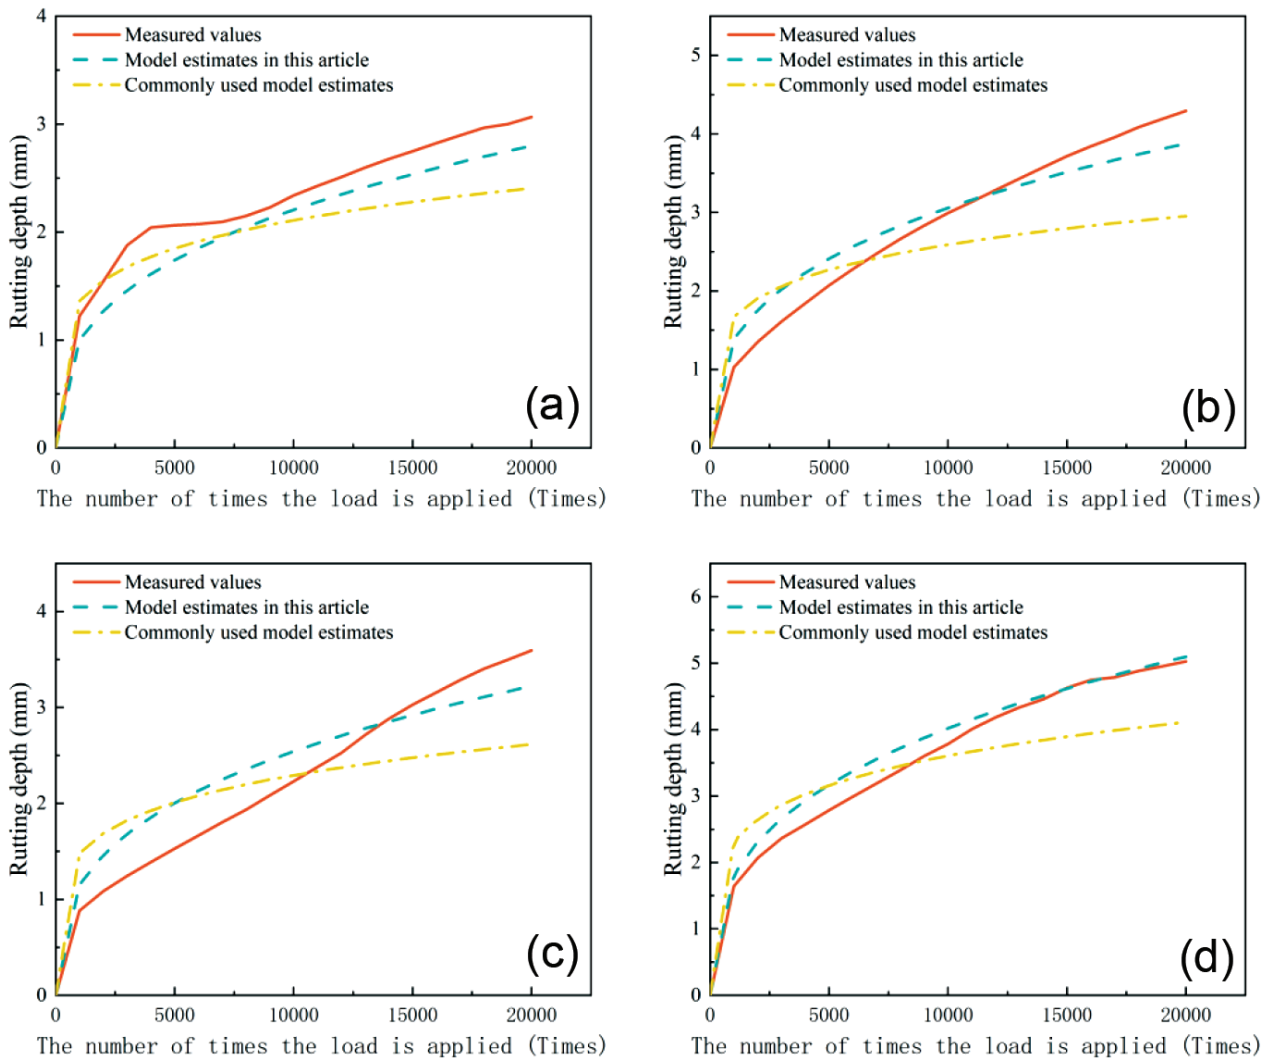 4
3
2
1
0
Rutting depth (mm)
Measured values
Model estimates in this article
Commonly used model estimates
(a)
0 5000 10000 15000 20000
The number of times the load is applied (Times)
5
4
3
2
1
0
Rutting depth (mm)
Measured values
Model estimates in this article
Commonly used model estimates
(b)
0 5000 10000 15000 20000
The number of times the load is applied (Times)
4
3
2
1
0
Rutting depth (mm)
Measured values
Model estimates in this article
Commonly used model estimates
(c)
0 5000 10000 15000 20000
The number of times the load is applied (Times)
6
5
4
3
2
1
0
Rutting depth (mm)
Measured values
Model estimates in this article
Commonly used model estimates
(d)
0 5000 10000 15000 20000
The number of times the load is applied (Times)